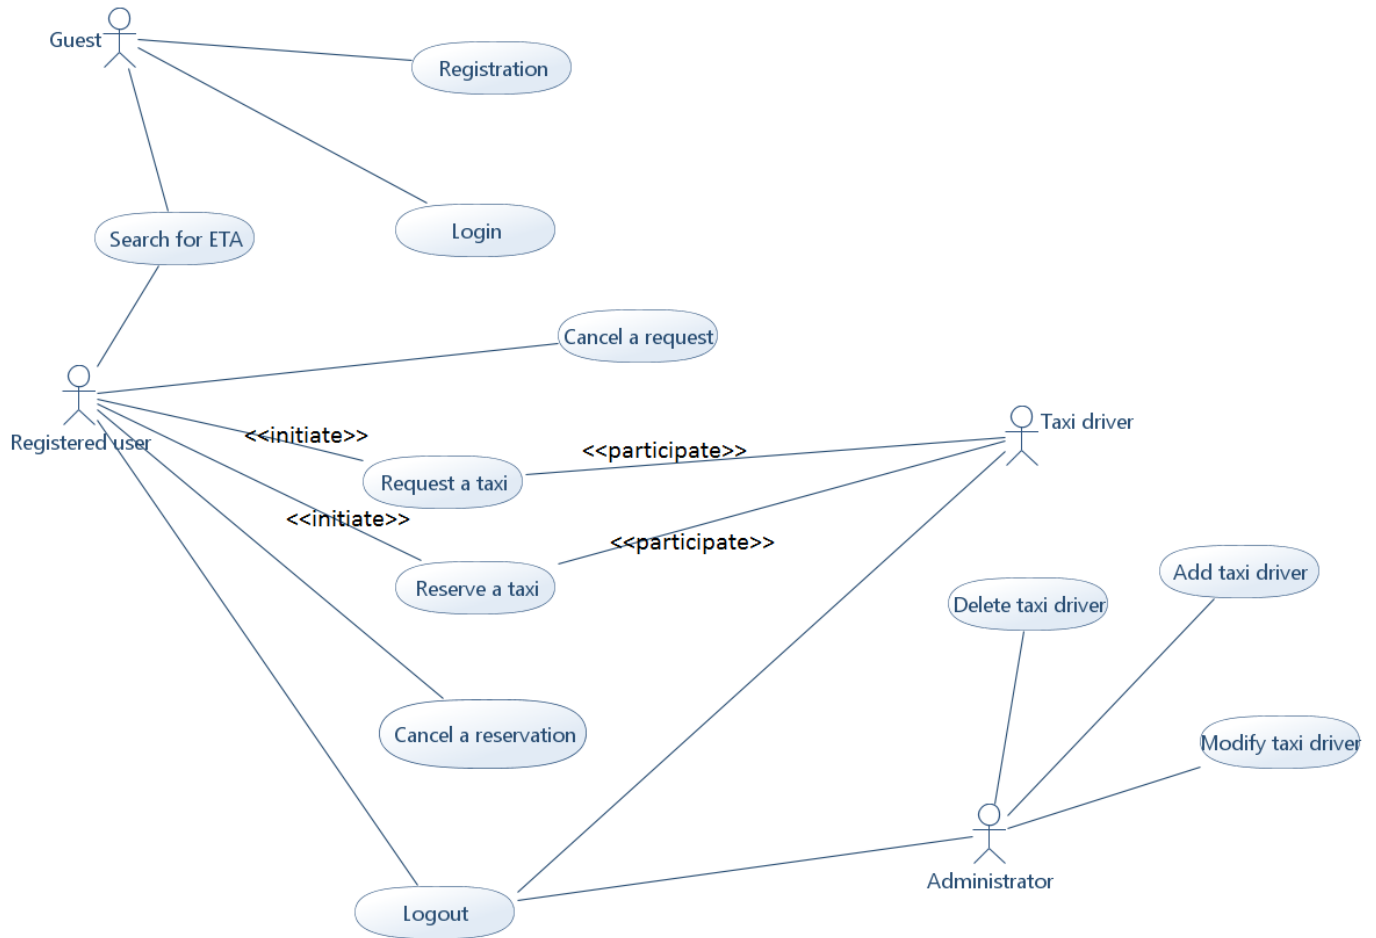 Guest
Registration
Login
Search for ETA
Cancel a request
Taxi driver
Registered user
<<initiate>>
<<participate>>
Request a taxi
<<initiate>>
<<participate>>
Add taxi driver
Reserve a taxi
Delete taxi driver
Cancel a reservation
Modify taxi driver
Administrator
Logout